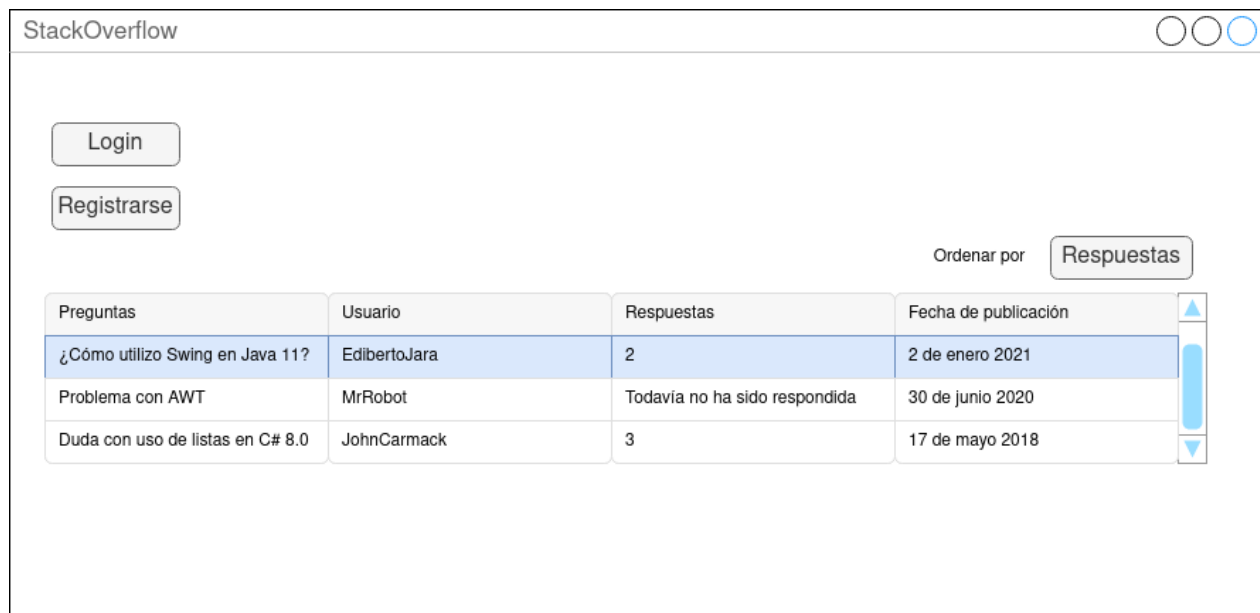 StackOverflow
Login
Registrarse
Ordenar por Respuestas
Preguntas Usuario Respuestas Fecha de publicación
¿Cómo utilizo Swing en Java 11? EdibertoJara 2 2 de enero 2021
Problema con AWT MrRobot Todavía no ha sido respondida 30 de junio 2020
Duda con uso de listas en C# 8.0 JohnCarmack 3 17 de mayo 2018